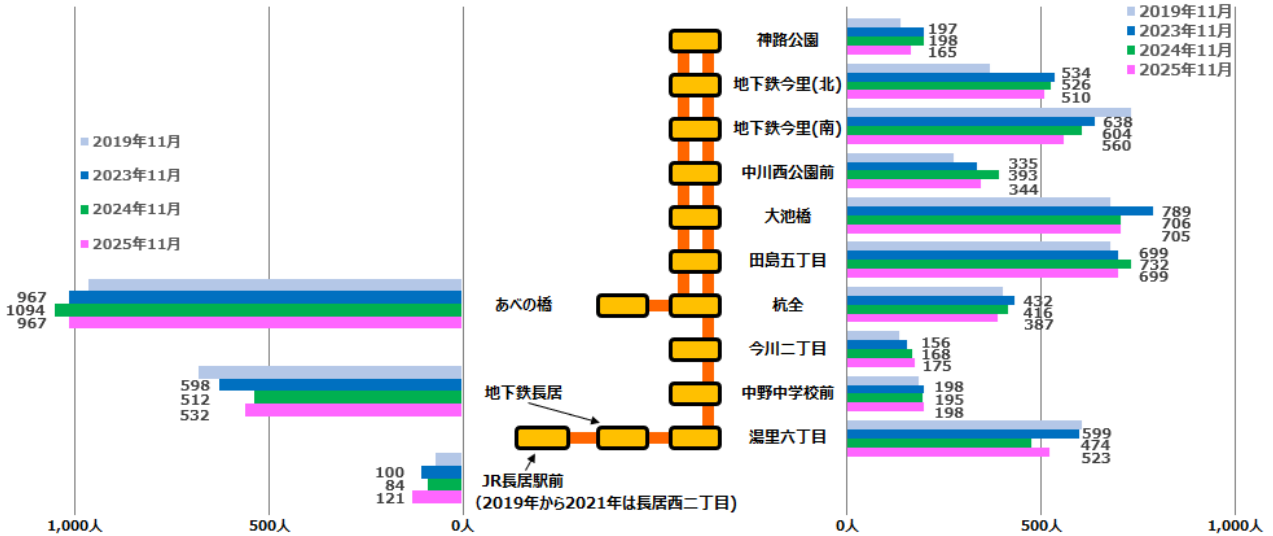 2019年11月
2023年11月
2024年11月
2025年11月
神路公園
197
198
165
地下鉄今里(北)
534
526
510
地下鉄今里(南)
638
604
560
2019年11月
2023年11月
2024年11月
2025年11月
中川西公園前
335
393
344
大池橋
789
706
705
田島五丁目
699
732
699
967
1094
967
あべの橋
杭全
432
416
387
今川二丁目
156
168
175
598
512
532
地下鉄長居
中野中学校前
198
195
198
湯里六丁目
599
474
523
100
84
121
JR長居駅前
(2019年から2021年は長居西二丁目)
1,000人
500人
0人
0人
500人
1,000人